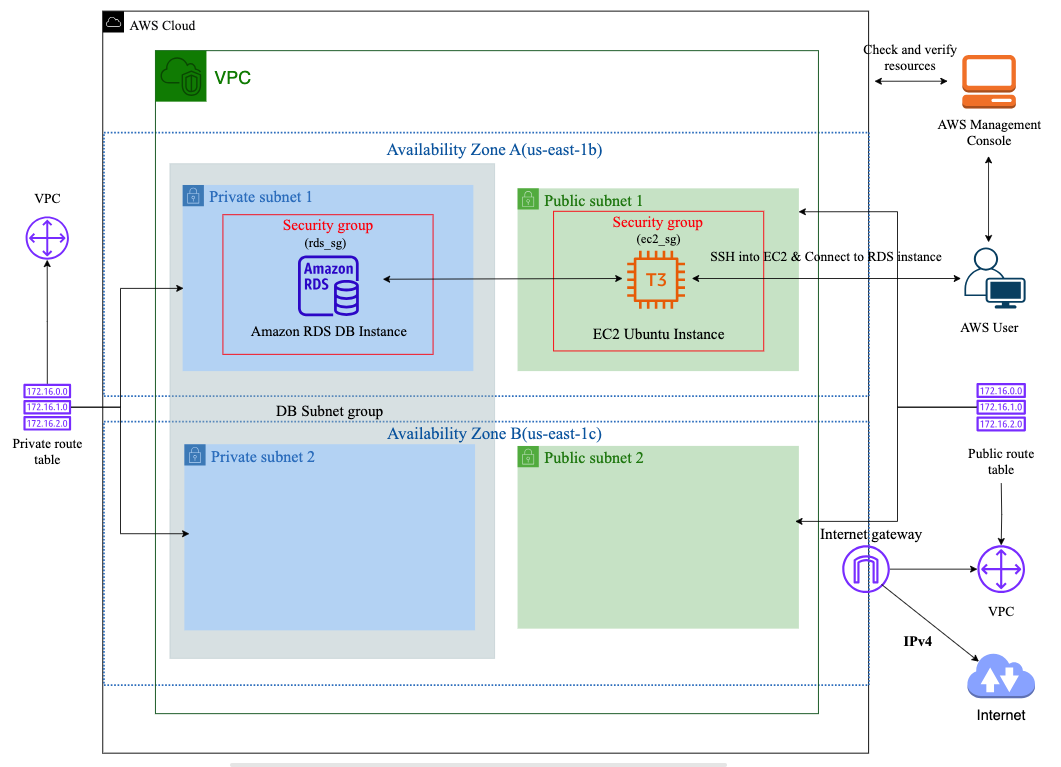 AWS Cloud
VPC
Check and verify
resources
AWS Management
Console
Availability Zone A(us-east-1b)
VPC
Private subnet 1
Security group
(rds_sg)
Amazon
RDS
Amazon RDS DB Instance
Public subnet 1
Security group
(ec2_sg)
T3
EC2 Ubuntu Instance
SSH into EC2 & Connect to RDS instance
AWS User
172.16.0.0
172.16.1.0
172.16.2.0
Private route
table
DB Subnet group
172.16.0.0
172.16.1.0
172.16.2.0
Public route
table
Availability Zone B(us-east-1c)
Private subnet 2
Public subnet 2
Internet gateway
VPC
IPv4
Internet